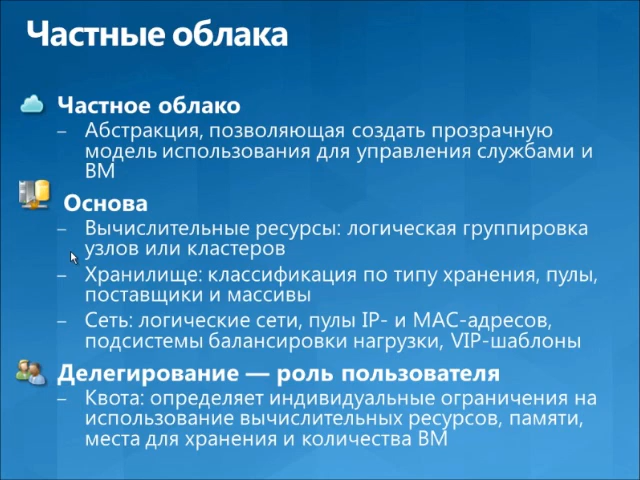 Частные облака
Частное облако
– Абстракция, позволяющая создать прозрачную
модель использования для управления службами и
ВМ
Основа
– Вычислительные ресурсы: логическая группировка
узлов или кластеров
– Хранилище: классификация по типу хранения, пулы,
поставщики и массивы
– Сеть: логические сети, пулы IP- и MAC-адресов,
подсистемы балансировки нагрузки, VIP-шаблоны
Делегирование — роль пользователя
– Квота: определяет индивидуальные ограничения на
использование вычислительных ресурсов, памяти,
места для хранения и количества ВМ